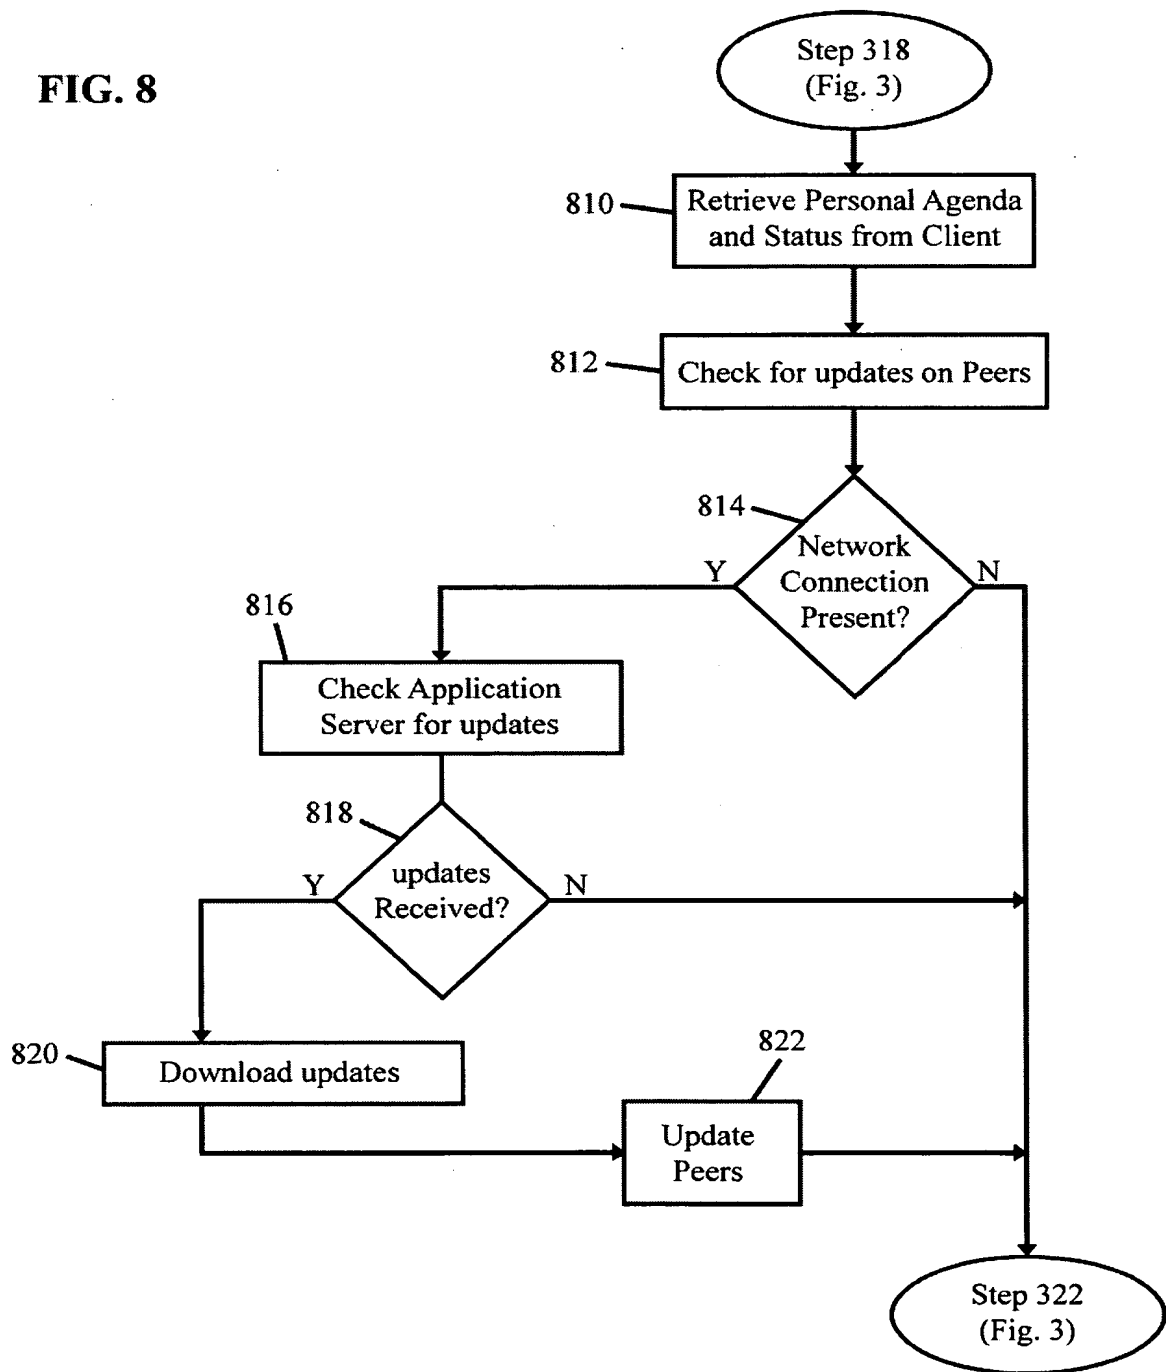 FIG. 8
Step 318
(Fig. 3)
810
Retrieve Personal Agenda
and Status from Client
812
Check for updates on Peers
814
Network
Connection
Present?
Y
N
816
Check Application
Server for updates
818
updates
Received?
Y
N
820
Download updates
822
Update
Peers
Step 322
(Fig. 3)